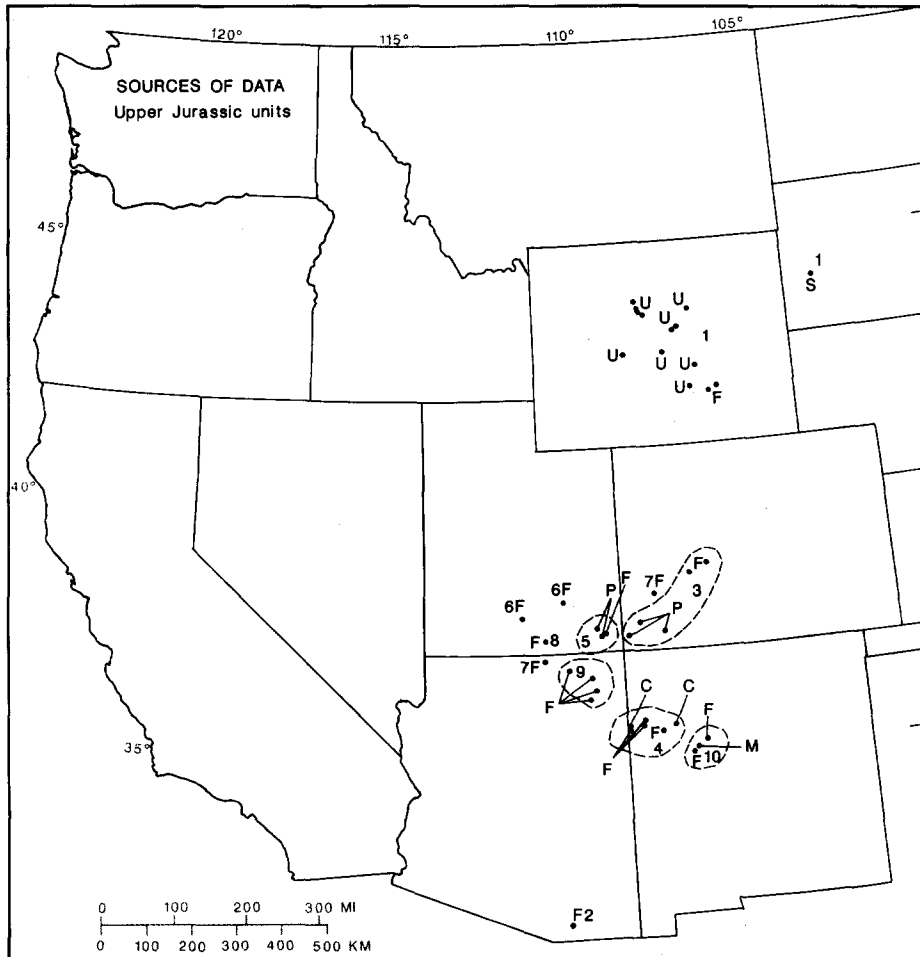 120°
115°
110°
105°
SOURCES OF DATA
Upper Jurassic units
45°
1
S
U U
U 1
U U U
U F
40°
F
3
P F 7F
6F 6F P
F 8 5
7F 9
F
C C
F F
4 M
F F 10
35°
F2
0 100 200 300 MI
0 100 200 300 400 500 KM